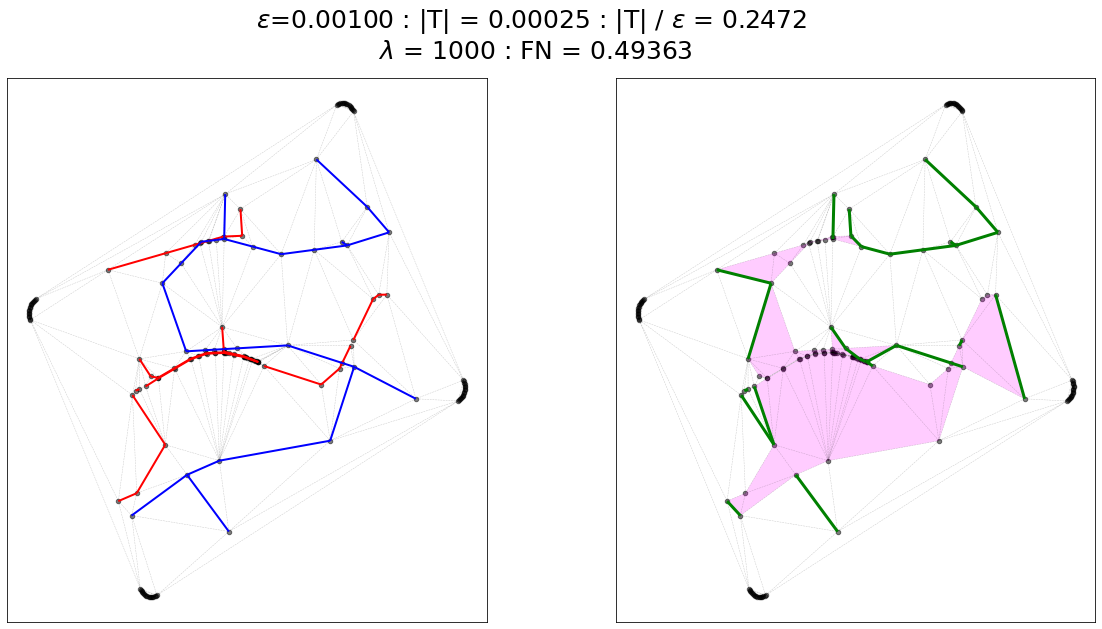 ε=0.00100 : |T| = 0.00025 : |T| / ε = 0.2472
λ = 1000 : FN = 0.49363